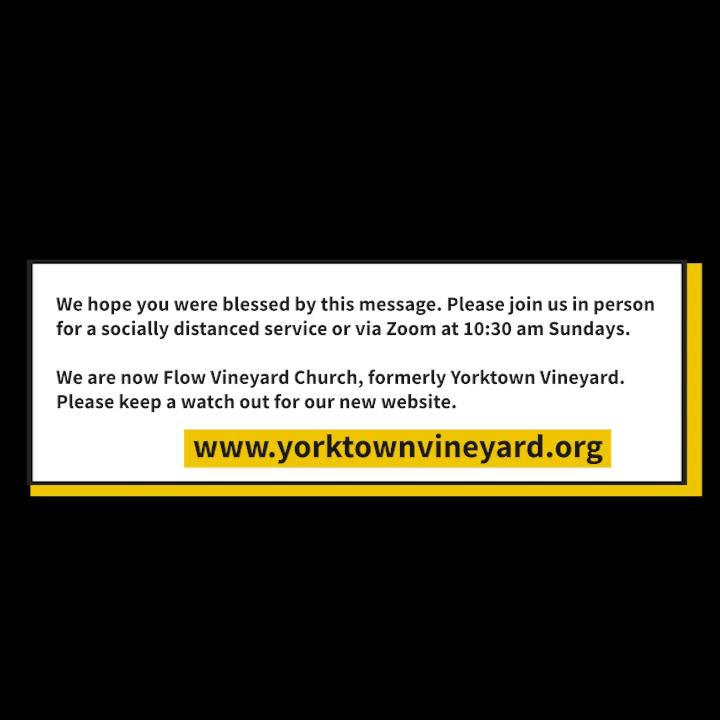 We hope you were blessed by this message. Please join us in person
for a socially distanced service or via Zoom at 10:30 am Sundays.
We are now Flow Vineyard Church, formerly Yorktown Vineyard.
Please keep a watch out for our new website.
www.yorktownvineyard.org